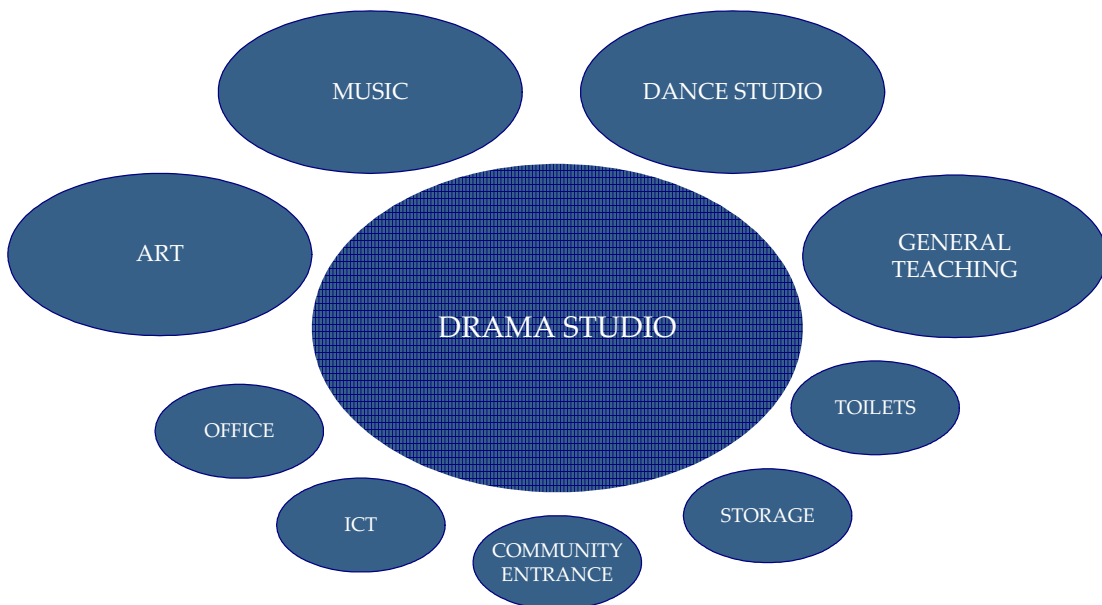 MUSIC
DANCE STUDIO
ART
GENERAL
TEACHING
DRAMA STUDIO
TOILETS
OFFICE
STORAGE
ICT
COMMUNITY
ENTRANCE